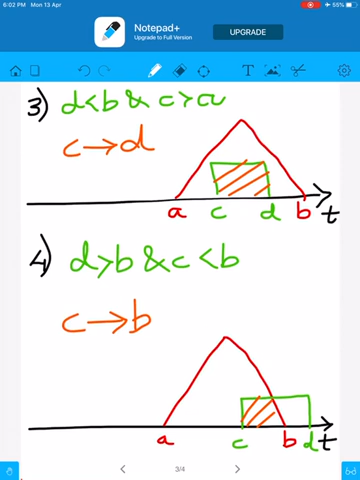 6:02 PM Mon 13 Apr
55%
Notepad+
Upgrade to Full Version
UPGRADE
T
3) d<b & c>a
c→d
a c d b t
4) d>b & c<b
c→b
a c b d t
3/4